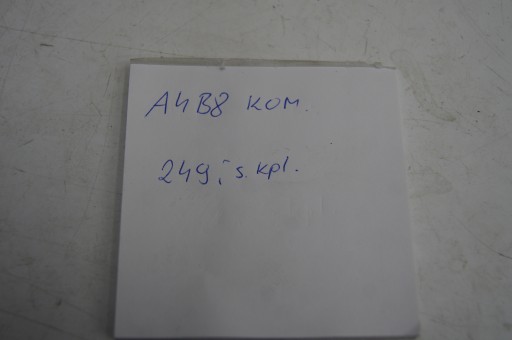 A4B8 KOM.
249,- s. kpl.